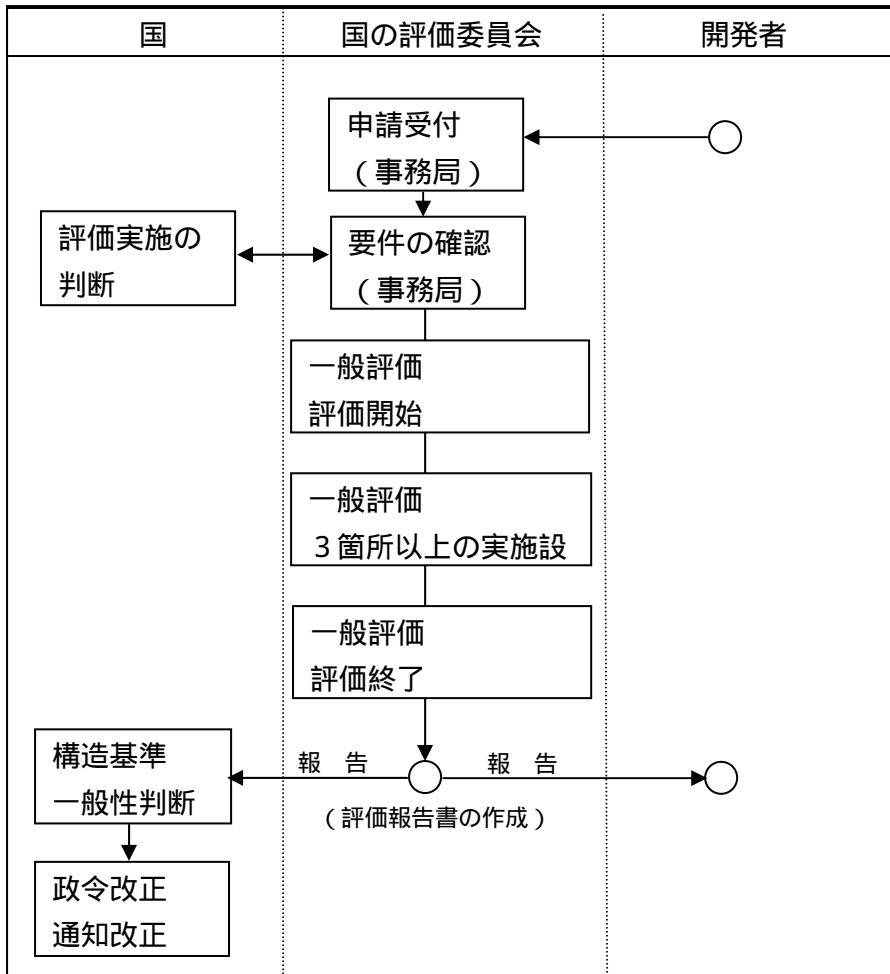 国
国の評価委員会
開発者
申請受付
（事務局）
評価実施の
判断
要件の確認
（事務局）
一般評価
評価開始
一般評価
３箇所以上の実施設
一般評価
評価終了
構造基準
一般性判断
報　告
報　告
（評価報告書の作成）
政令改正
通知改正